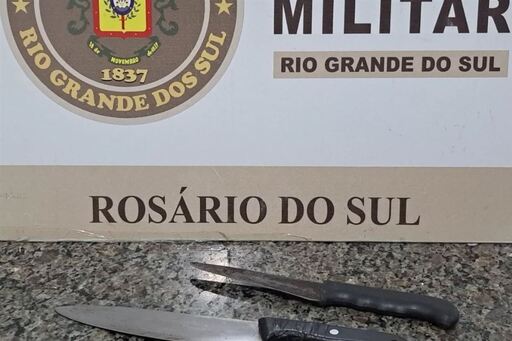 MILITAR
RIO GRANDE DO SUL
RIO GRANDE DO SUL
1837
ROSÁRIO DO SUL